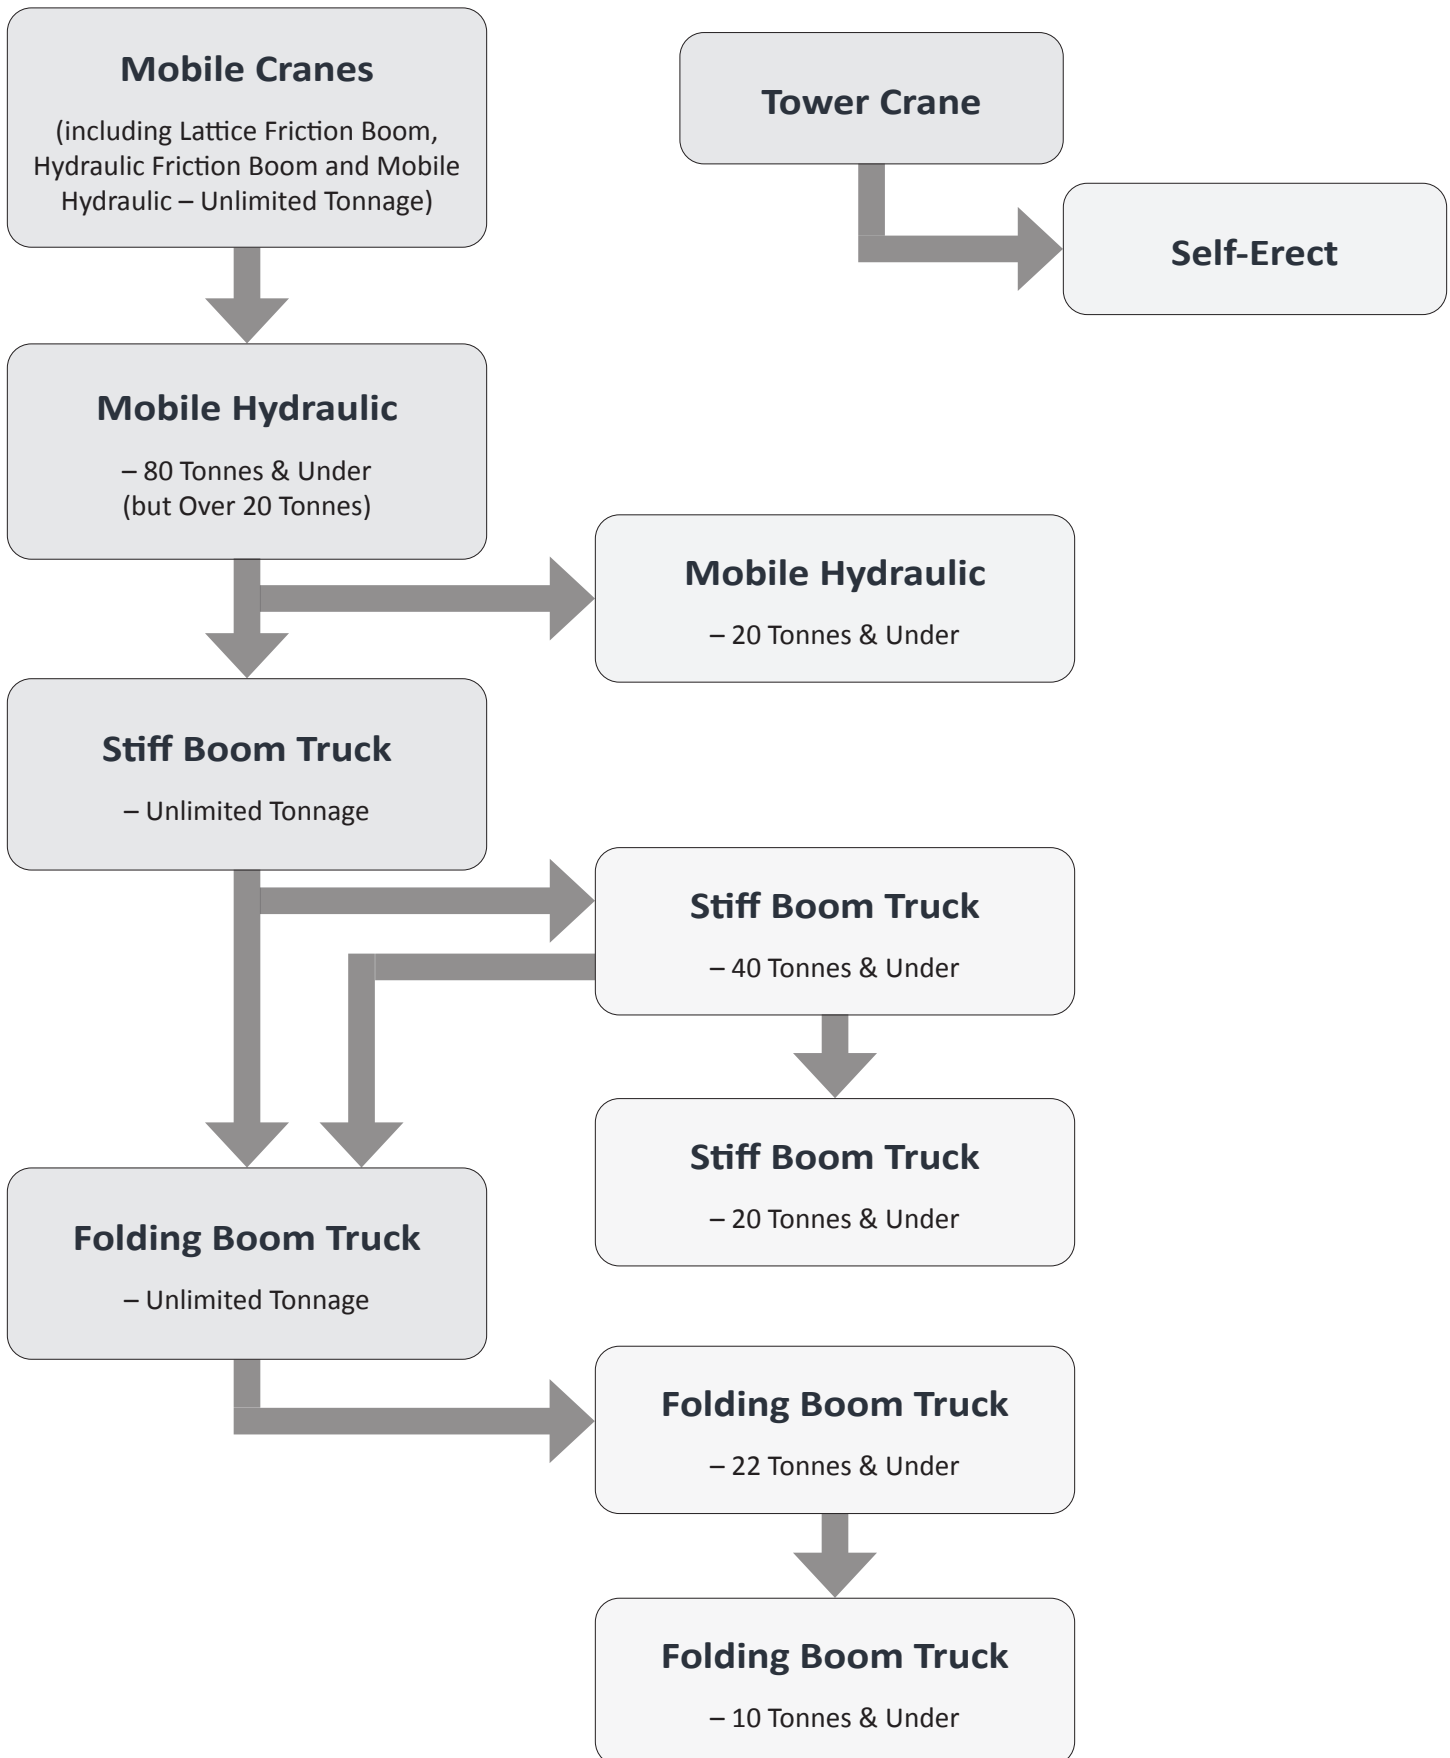 Mobile Cranes
(including Lattice Friction Boom,
Hydraulic Friction Boom and Mobile
Hydraulic – Unlimited Tonnage)
Tower Crane
Self-Erect
Mobile Hydraulic
– 80 Tonnes & Under
(but Over 20 Tonnes)
Mobile Hydraulic
– 20 Tonnes & Under
Stiff Boom Truck
– Unlimited Tonnage
Stiff Boom Truck
– 40 Tonnes & Under
Stiff Boom Truck
– 20 Tonnes & Under
Folding Boom Truck
– Unlimited Tonnage
Folding Boom Truck
– 22 Tonnes & Under
Folding Boom Truck
– 10 Tonnes & Under